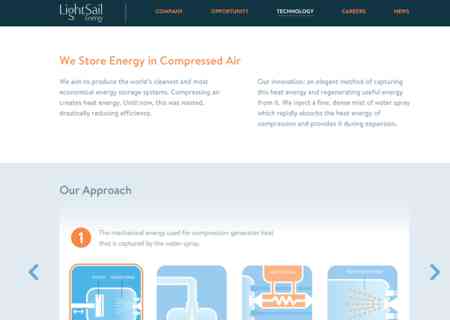 LightSail
Energy
COMPANY OPPORTUNITY TECHNOLOGY CAREERS NEWS
We Store Energy in Compressed Air
We aim to produce the world's cleanest and most
economical energy storage systems. Compressing air
creates heat energy. Until now, this was wasted,
drastically reducing efficiency.
Our innovation: an elegant method of capturing
this heat energy and regenerating useful energy
from it. We inject a fine, dense mist of water spray
which rapidly absorbs the heat energy of
compression and provides it during expansion.
Our Approach
1
The mechanical energy used for compression generates heat
that is captured by the water spray.